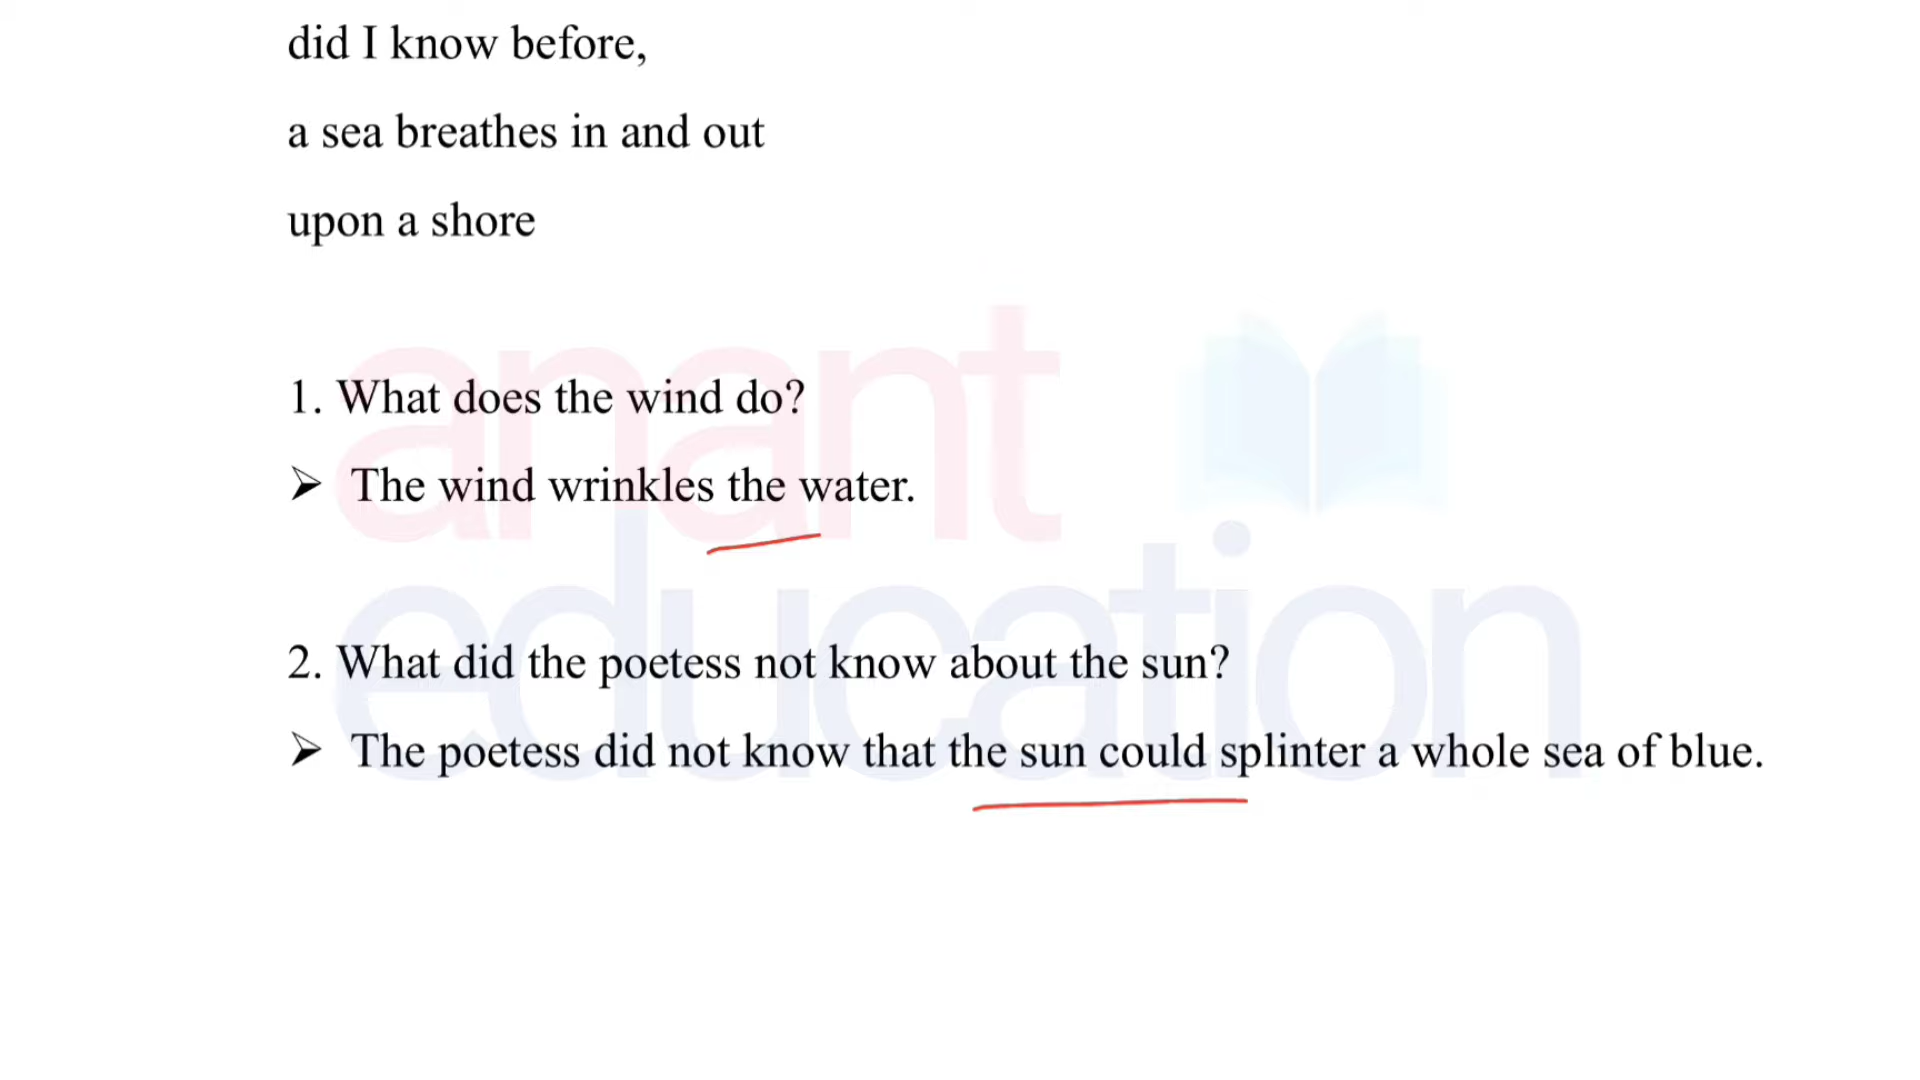 did I know before,
a sea breathes in and out
upon a shore
anant
education
1. What does the wind do?
➢ The wind wrinkles the water.
2. What did the poetess not know about the sun?
➢ The poetess did not know that the sun could splinter a whole sea of blue.